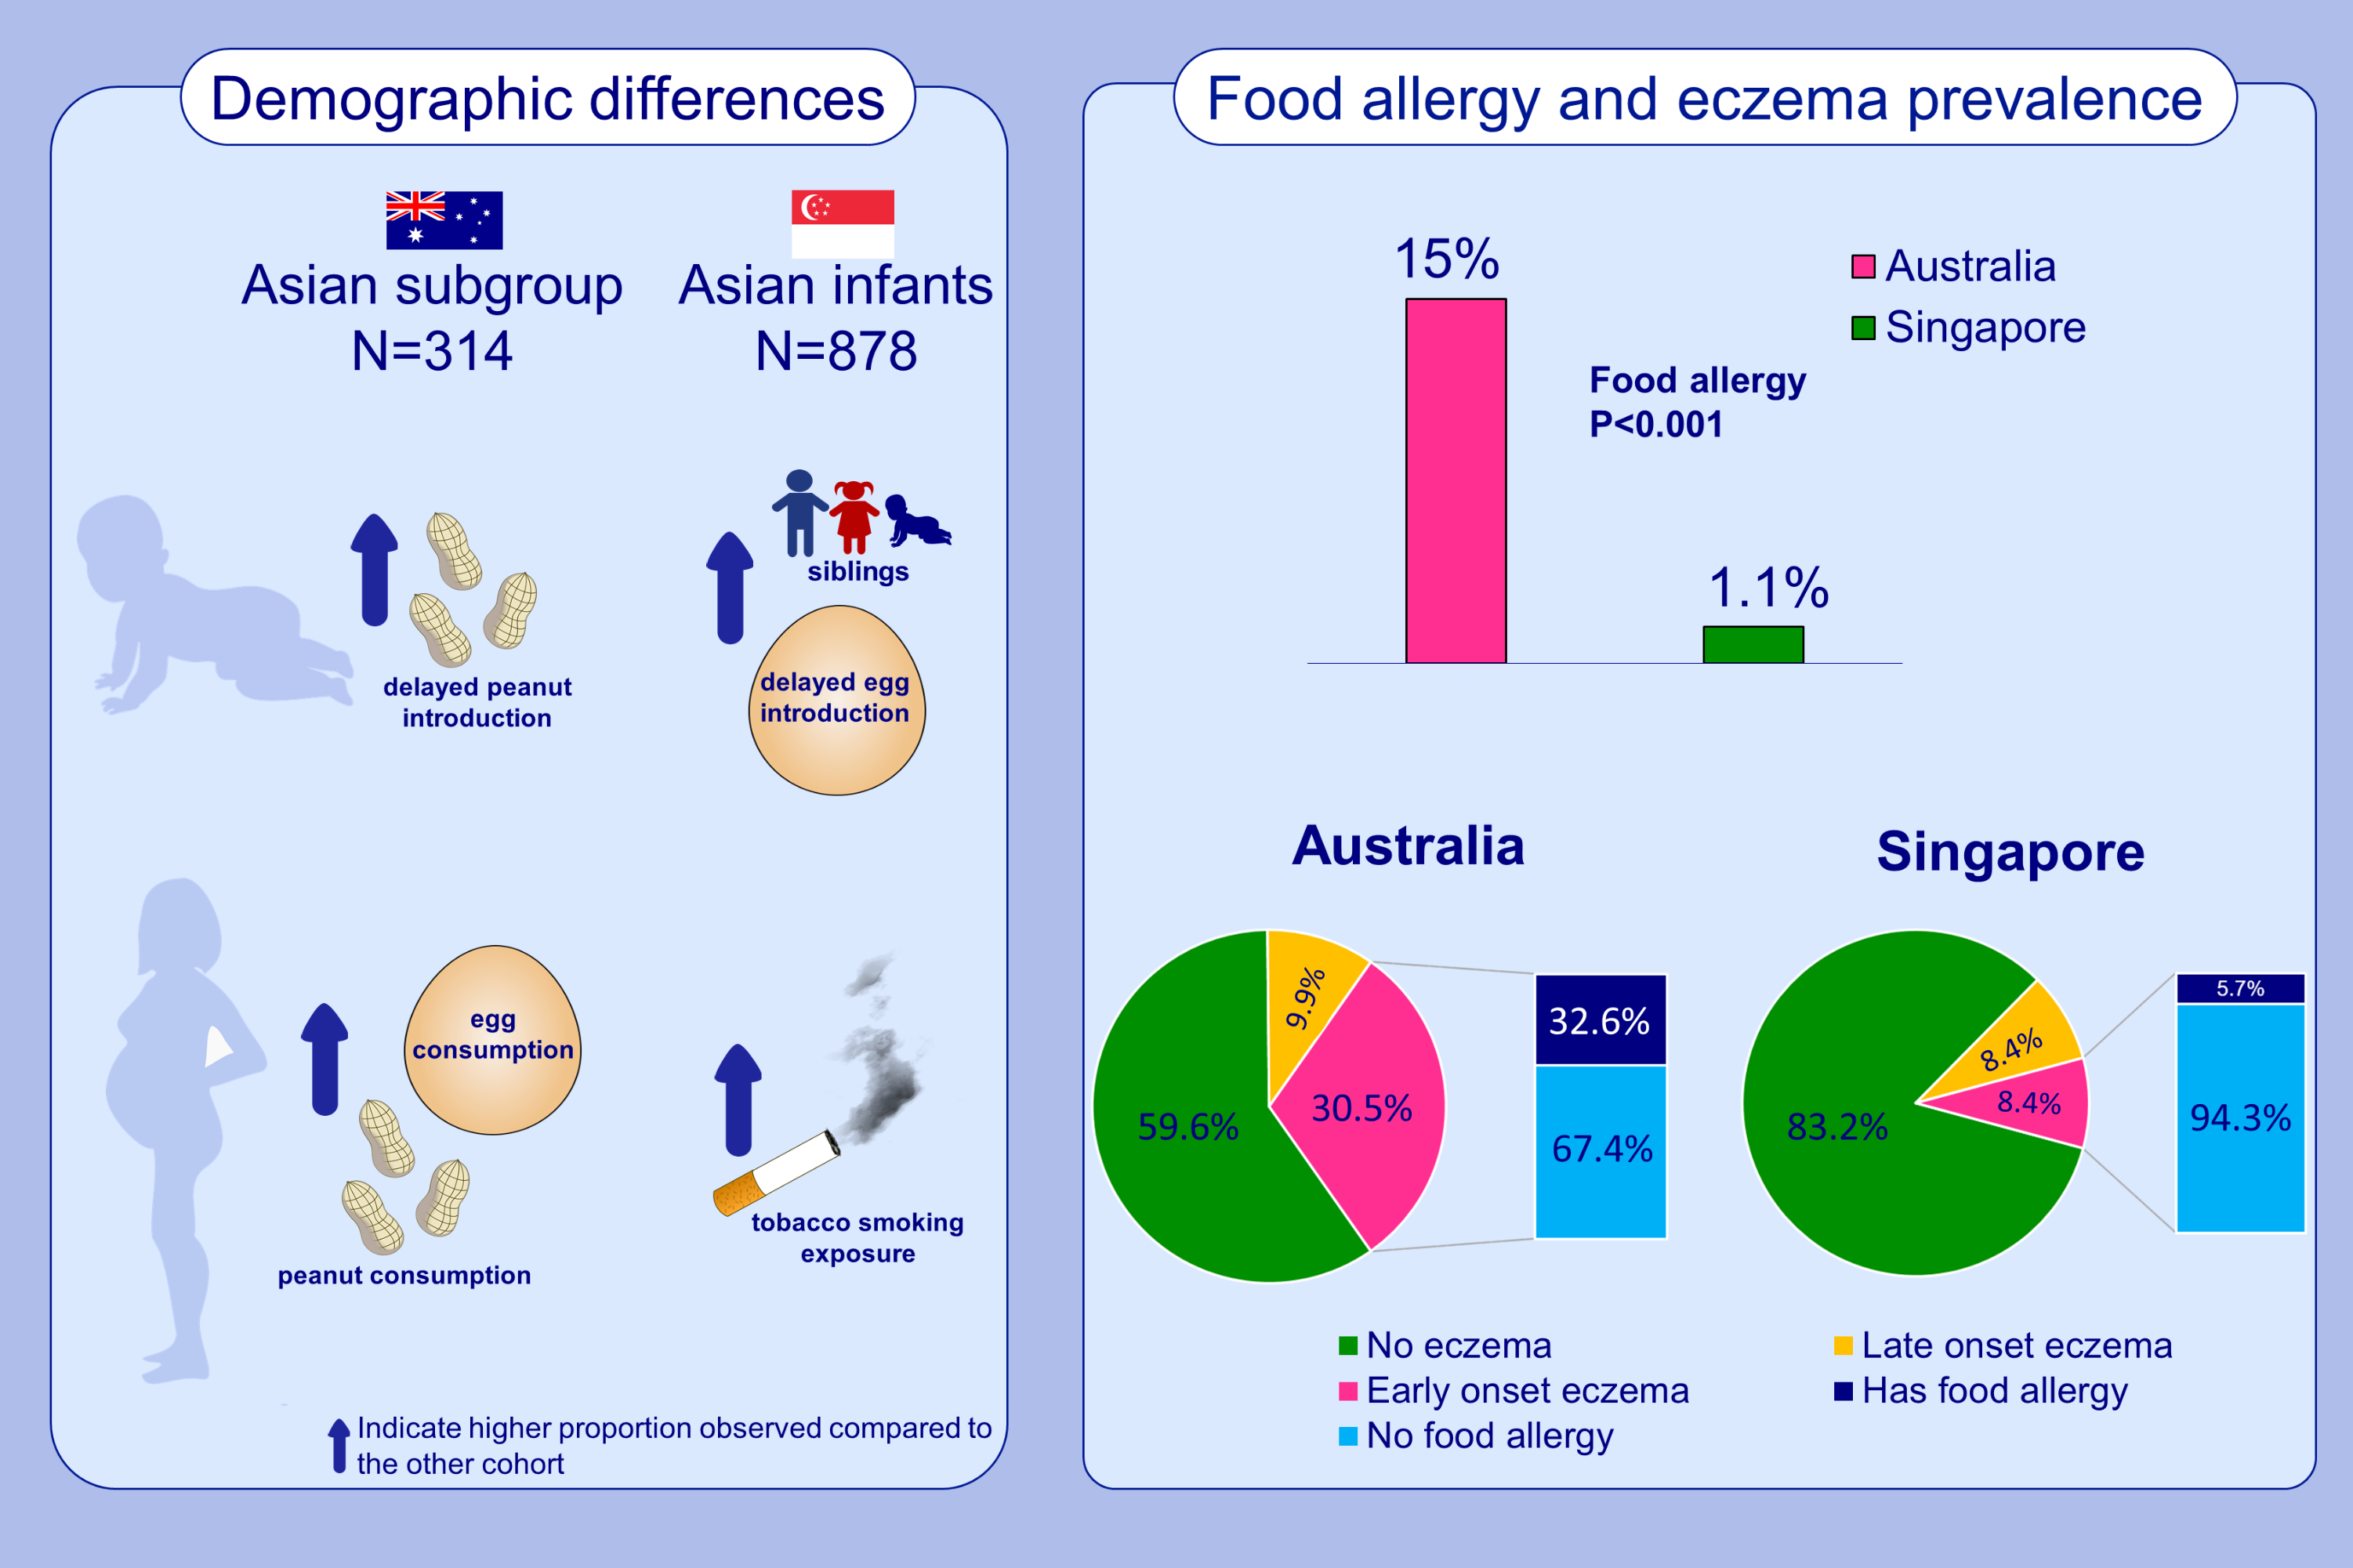 Demographic differences
Asian subgroup
N=314
Asian infants
N=878
siblings
delayed peanut
introduction
delayed egg
introduction
egg
consumption
peanut consumption
tobacco smoking
exposure
Indicate higher proportion observed compared to
the other cohort
Food allergy and eczema prevalence
15%
1.1%
Australia
Singapore
Food allergy
P<0.001
Australia
59.6%
9.9%
30.5%
32.6%
67.4%
Singapore
83.2%
8.4%
8.4%
5.7%
94.3%
No eczema
Late onset eczema
Early onset eczema
Has food allergy
No food allergy